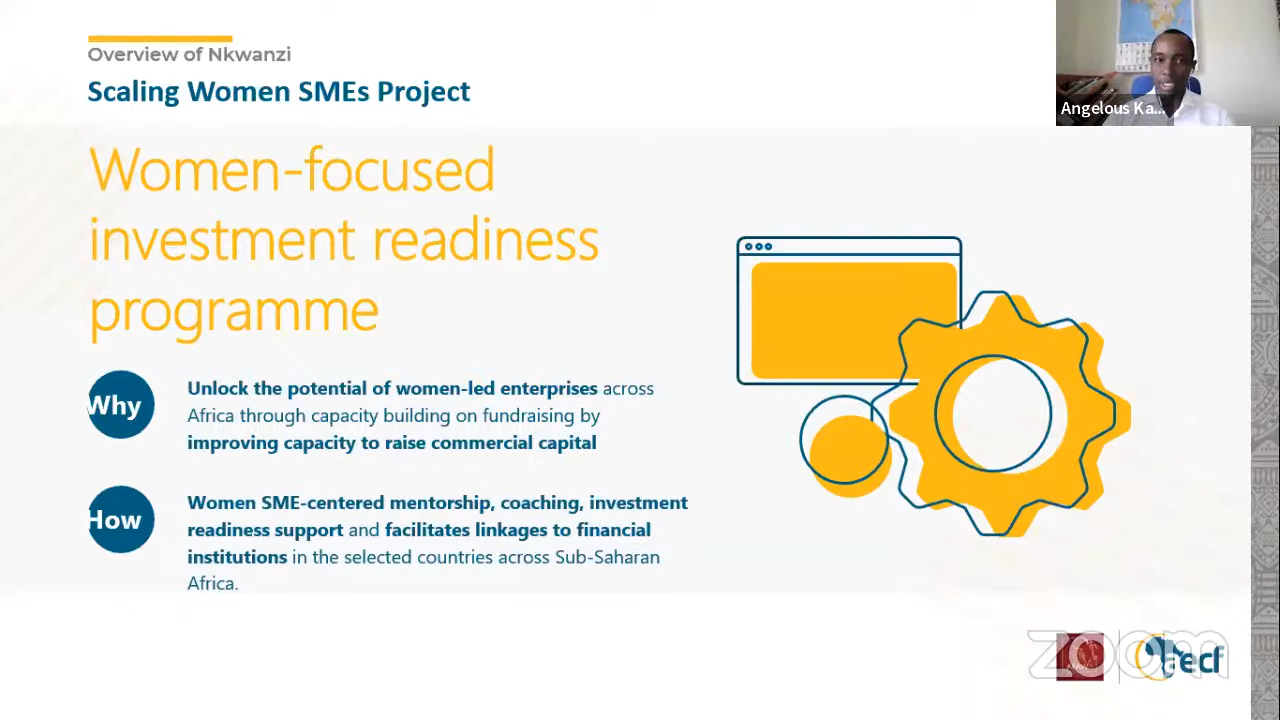 Overview of Nkwanzi
Scaling Women SMEs Project
Angelous Ka...
Women-focused
investment readiness
programme
Why
Unlock the potential of women-led enterprises across
Africa through capacity building on fundraising by
improving capacity to raise commercial capital
How
Women SME-centered mentorship, coaching, investment
readiness support and facilitates linkages to financial
institutions in the selected countries across Sub-Saharan
Africa.
zoom
aecf